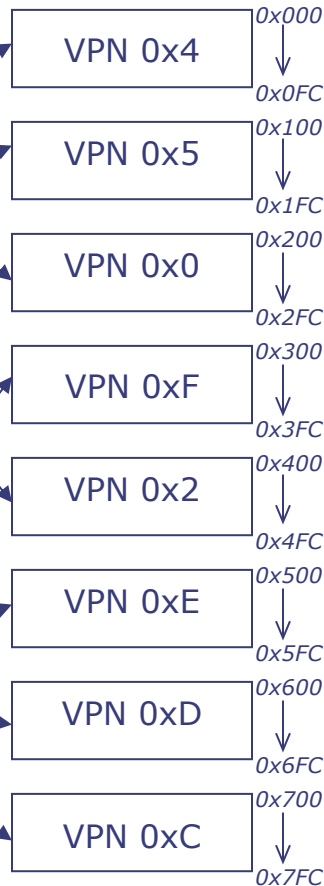 0x000
VPN 0x4
0x0FC
0x100
VPN 0x5
0x1FC
0x200
VPN 0x0
0x2FC
0x300
VPN 0xF
0x3FC
0x400
VPN 0x2
0x4FC
0x500
VPN 0xE
0x5FC
0x600
VPN 0xD
0x6FC
0x700
VPN 0xC
0x7FC